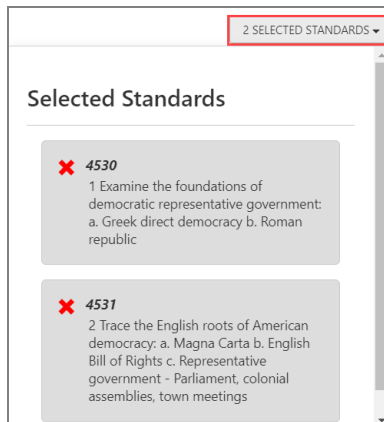 2 SELECTED STANDARDS
Selected Standards
4530
1 Examine the foundations of
democratic representative government:
a. Greek direct democracy b. Roman
republic
4531
2 Trace the English roots of American
democracy: a. Magna Carta b. English
Bill of Rights c. Representative
government - Parliament, colonial
assemblies, town meetings